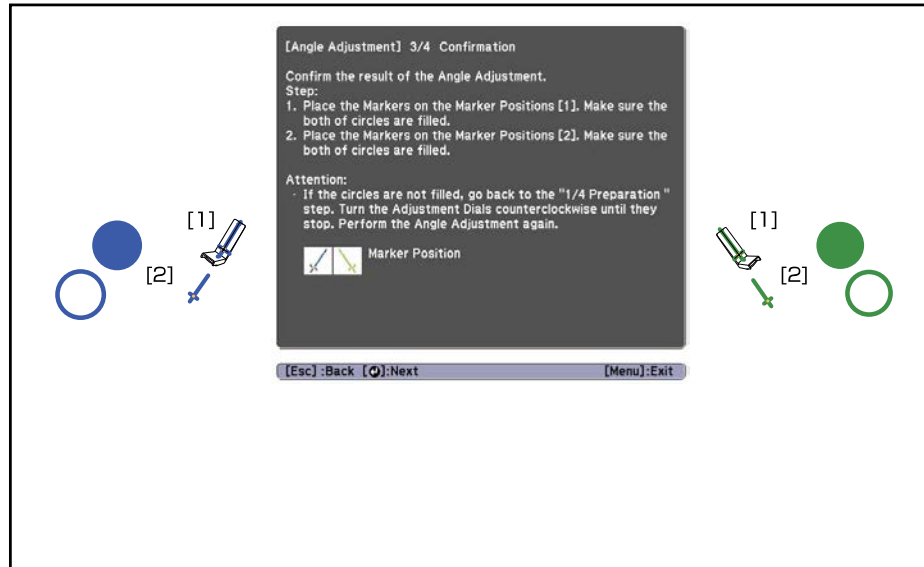 [Angle Adjustment] 3/4 Confirmation
Confirm the result of the Angle Adjustment.
Step:
1. Place the Markers on the Marker Positions [1]. Make sure the
both of circles are filled.
2. Place the Markers on the Marker Positions [2]. Make sure the
both of circles are filled.
Attention:
· If the circles are not filled, go back to the "1/4 Preparation "
step. Turn the Adjustment Dials counterclockwise until they
stop. Perform the Angle Adjustment again.
Marker Position
[1]
[2]
[1]
[2]
[Esc] :Back [⏎]:Next [Menu]:Exit